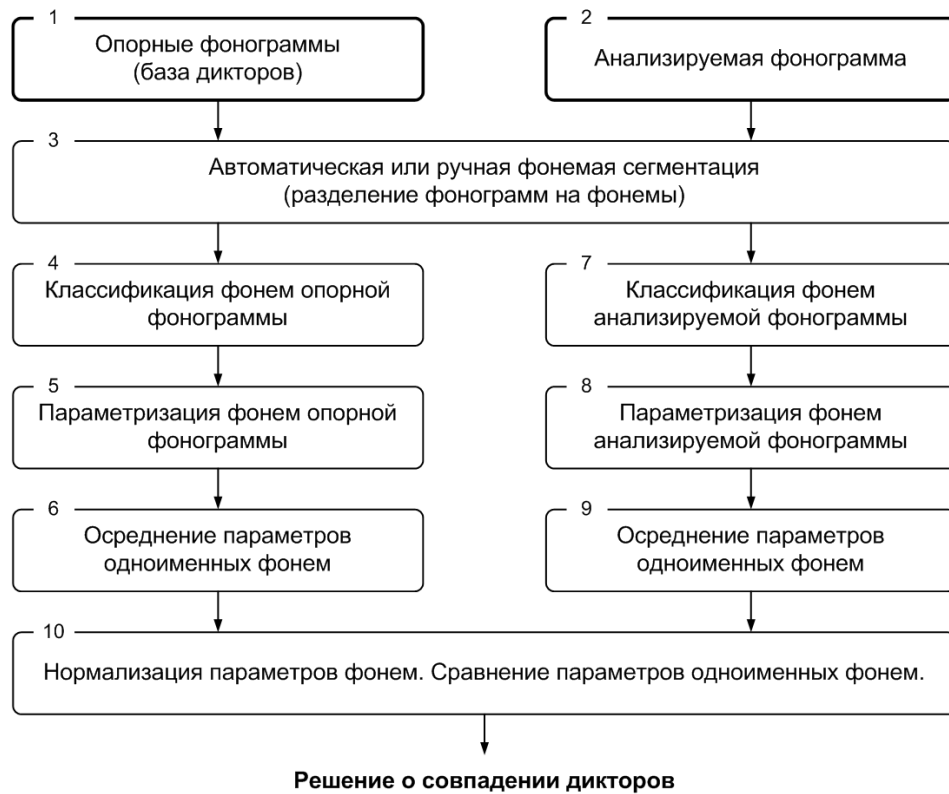 1
Опорные фонограммы
(база дикторов)
2
Анализируемая фонограмма
3
Автоматическая или ручная фонемая сегментация
(разделение фонограмм на фонемы)
4
Классификация фонем опорной
фонограммы
7
Классификация фонем
анализируемой фонограммы
5
Параметризация фонем опорной
фонограммы
8
Параметризация фонем
анализируемой фонограммы
6
Осреднение параметров
одноименных фонем
9
Осреднение параметров
одноименных фонем
10
Нормализация параметров фонем. Сравнение параметров одноименных фонем.
Решение о совпадении дикторов